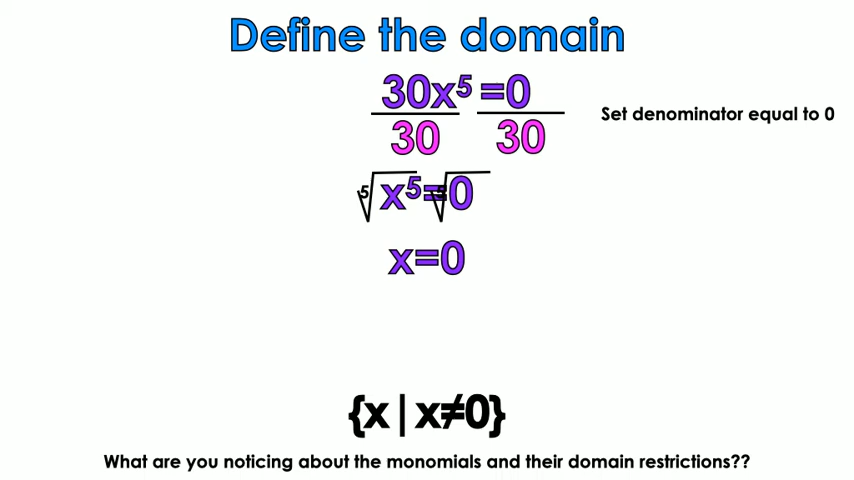 Define the domain
30x⁵ =0
30 30
Set denominator equal to 0
⁵√x⁵=⁵√0
x=0
{x|x≠0}
What are you noticing about the monomials and their domain restrictions??